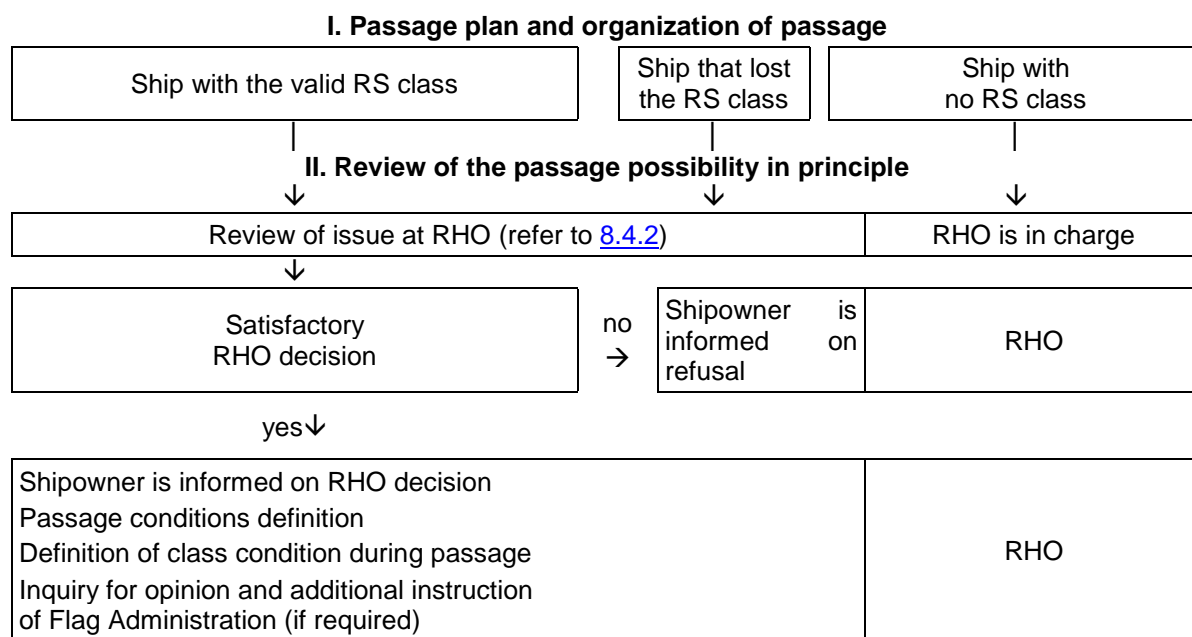 I. Passage plan and organization of passage
Ship with the valid RS class
Ship that lost
the RS class
Ship with
no RS class
II. Review of the passage possibility in principle
Review of issue at RHO (refer to 8.4.2)
RHO is in charge
Satisfactory
RHO decision
no
→
Shipowner is
informed on
refusal
RHO
yes↓
Shipowner is informed on RHO decision
Passage conditions definition
Definition of class condition during passage
Inquiry for opinion and additional instruction
of Flag Administration (if required)
RHO